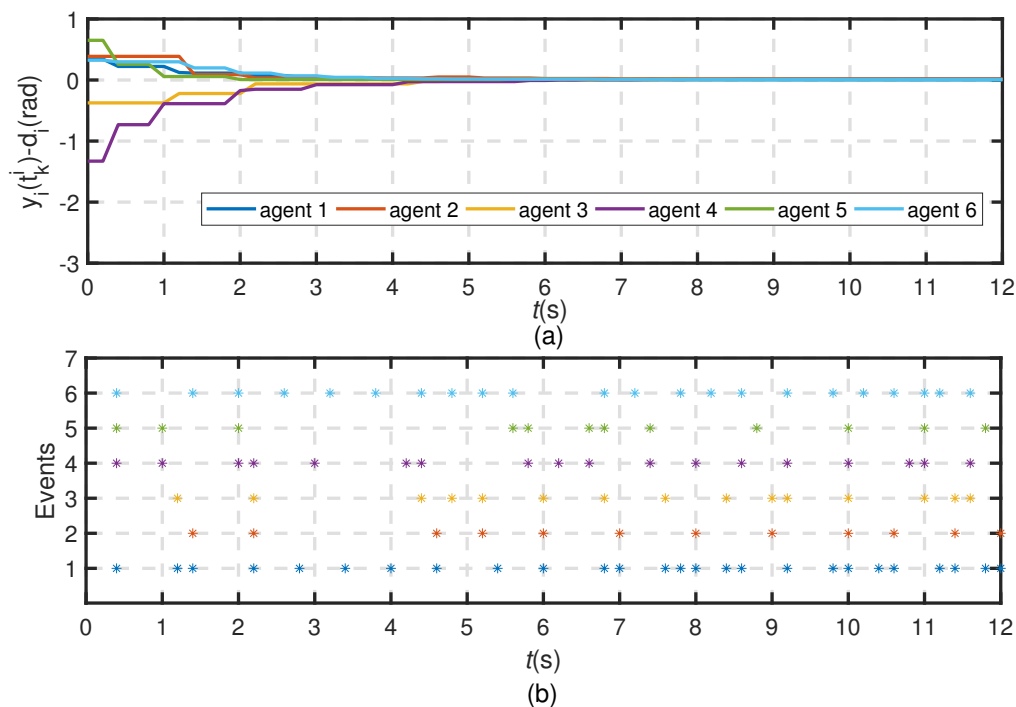 1
0
-1
-2
-3
y_i(t_k^i)-d_i(rad)
agent 1 agent 2 agent 3 agent 4 agent 5 agent 6
0 1 2 3 4 5 6 7 8 9 10 11 12
t(s)
(a)
7
6
5
4
3
2
1
Events
0 1 2 3 4 5 6 7 8 9 10 11 12
t(s)
(b)